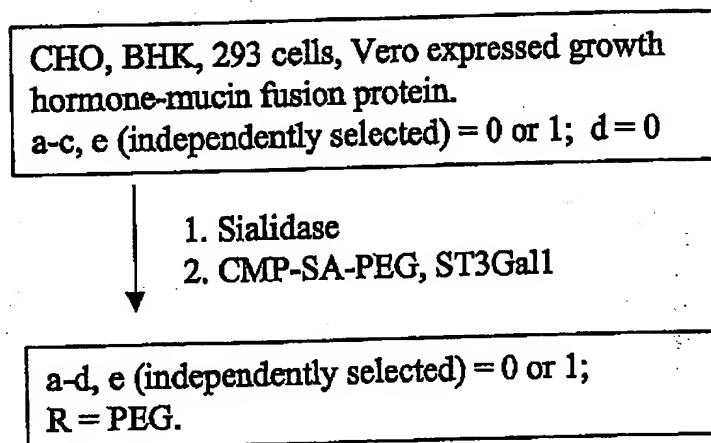 CHO, BHK, 293 cells, Vero expressed growth
hormone-mucin fusion protein.
a-c, e (independently selected) = 0 or 1; d = 0
1. Sialidase
2. CMP-SA-PEG, ST3Gal1
a-d, e (independently selected) = 0 or 1;
R = PEG.